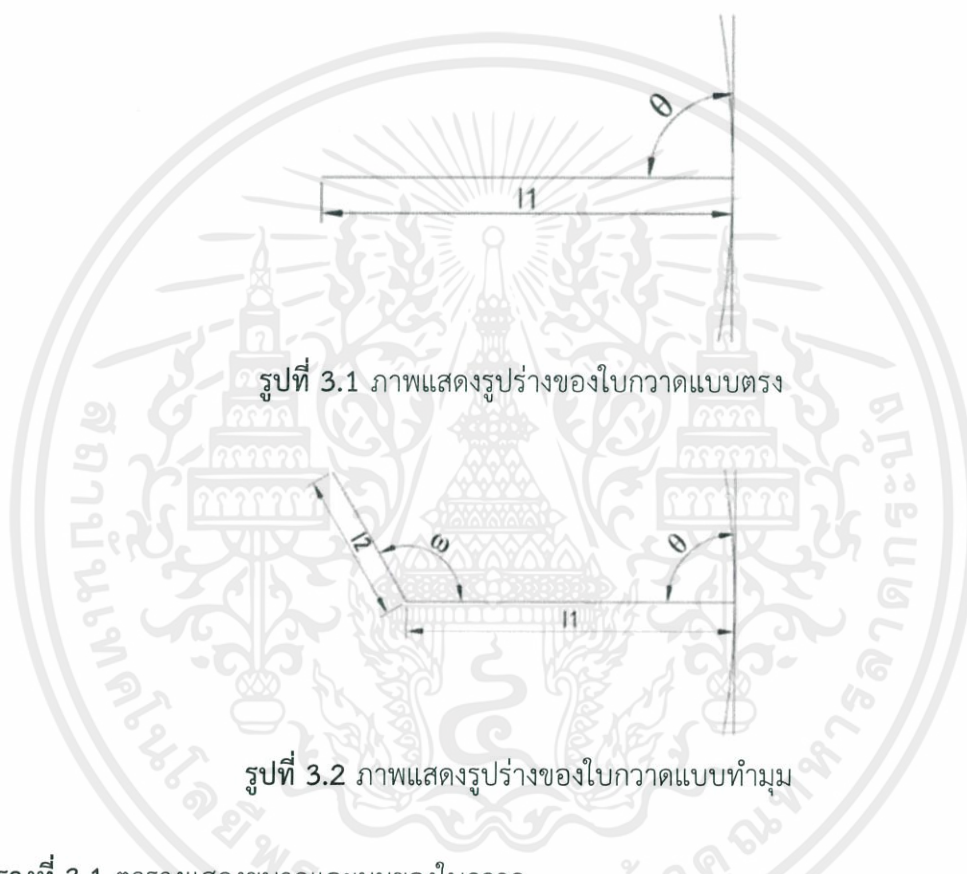 θ
l1
รูปที่ 3.1 ภาพแสดงรูปร่างของใบกวาดแบบตรง
l2
ω
θ
l1
รูปที่ 3.2 ภาพแสดงรูปร่างของใบกวาดแบบทำมุม
3.1